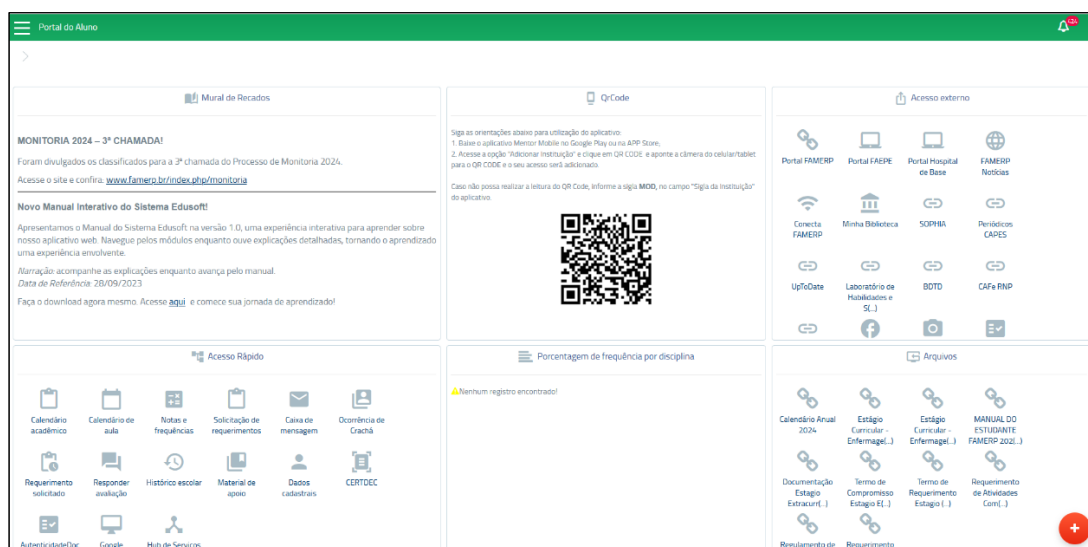 Portal do Aluno
624
Mural de Recados
MONITORIA 2024 – 3ª CHAMADA!
Foram divulgados os classificados para a 3ª chamada do Processo de Monitoria 2024.
Acesse o site e confira: www.famerp.br/index.php/monitoria
Novo Manual Interativo do Sistema Edusoft!
Apresentamos o Manual do Sistema Edusoft na versão 1.0, uma experiência interativa para aprender sobre
nosso aplicativo web. Navegue pelos módulos enquanto ouve explicações detalhadas, tornando o aprendizado
uma experiência envolvente.
Narração: acompanhe as explicações enquanto avança pelo manual.
Data de Referência: 28/09/2023
Faça o download agora mesmo. Acesse aqui e comece sua jornada de aprendizado!
QrCode
Siga as orientações abaixo para utilização do aplicativo:
1. Baixe o aplicativo Mentor Mobile no Google Play ou na APP Store;
2. Acesse a opção "Adicionar Instituição" e clique em QR CODE e aponte a câmera do celular/tablet
para o QR CODE e o seu acesso será adicionado.
Caso não possa realizar a leitura do QR Code, informe a sigla MOD, no campo "Sigla da Instituição"
do aplicativo.
Acesso externo
Portal FAMERP
Portal FAEPE
Portal Hospital
de Base
FAMERP
Notícias
Conecta
FAMERP
Minha Biblioteca
SOPHIA
Periódicos
CAPES
UpToDate
Laboratório de
Habilidades e
S(...)
BDTD
CAFe RNP
Acesso Rápido
Calendário
acadêmico
Calendário de
aula
Notas e
frequências
Solicitação de
requerimentos
Caixa de
mensagem
Ocorrência de
Crachá
Requerimento
solicitado
Responder
avaliação
Histórico escolar
Material de
apoio
Dados
cadastrais
CERTDEC
AutenticidadeDoc
Google
Hub de Serviços
Porcentagem de frequência por disciplina
Nenhum registro encontrado!
Arquivos
Calendário Anual
2024
Estágio
Curricular -
Enfermage(...)
Estágio
Curricular -
Enfermage(...)
MANUAL DO
ESTUDANTE
FAMERP 202(...)
Documentação
Estagio
Extracurr(...)
Termo de
Compromisso
Estagio E(...)
Termo de
Requerimento
Estagio (...)
Requerimento
de Atividades
Com(...)
Regulamento de
Requerimento